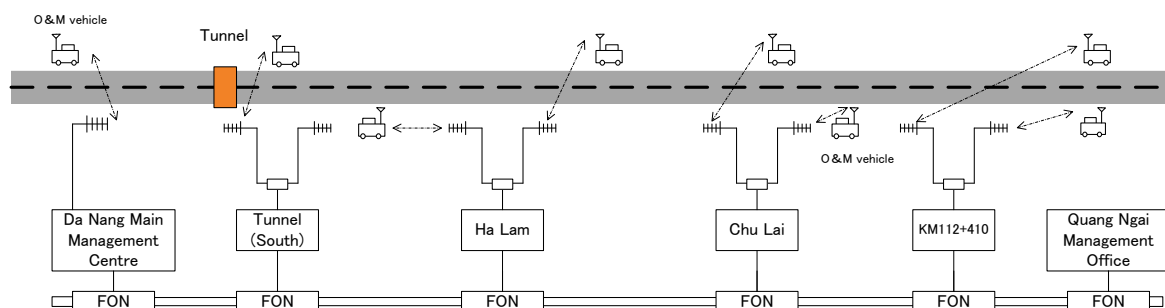 O&M vehicle
Tunnel
O&M vehicle
Da Nang Main
Management
Centre
Tunnel
(South)
Ha Lam
Chu Lai
KM112+410
Quang Ngai
Management
Office
FON
FON
FON
FON
FON
FON